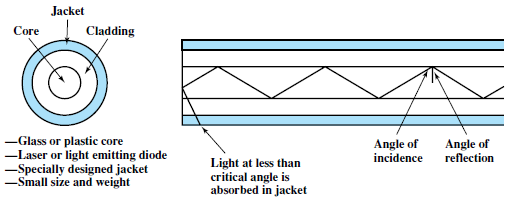 Jacket
Core
Cladding
—Glass or plastic core
—Laser or light emitting diode
—Specially designed jacket
—Small size and weight
Light at less than
critical angle is
absorbed in jacket
Angle of
incidence
Angle of
reflection